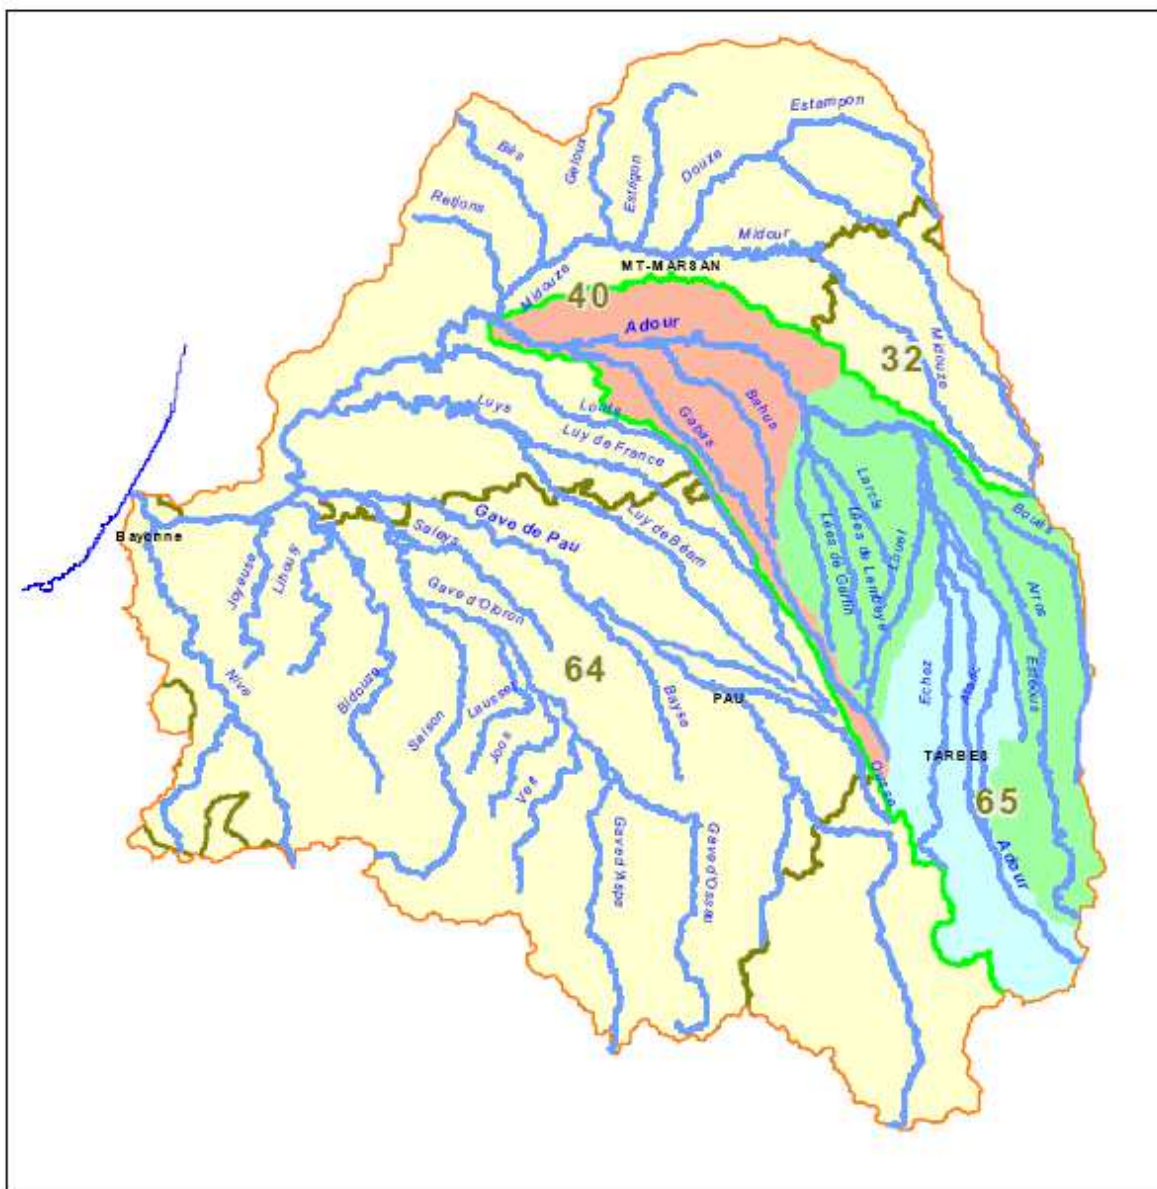 Estampon
Bès
Geloux
Estrigon
Douze
Retjons
Midour
MT-MARSAN
Midouze
40
Adour
32
Midouze
Luys
Louts
Gabas
Bahus
Luy de France
Larcis
Bouès
Gave de Pau
Luy de Béarn
Lées de Garlin
Lées de Lembeye
Louet
Saleys
Bayonne
Joyeuse
Lihoury
Gave d'Oloron
Arros
64
Echez
Alaric
Estéous
Nive
Bidouze
Saison
Lausset
Bayse
PAU
Joos
TARBES
Vert
Ousse
65
Adour
Gave d'Aspe
Gave d'Ossau